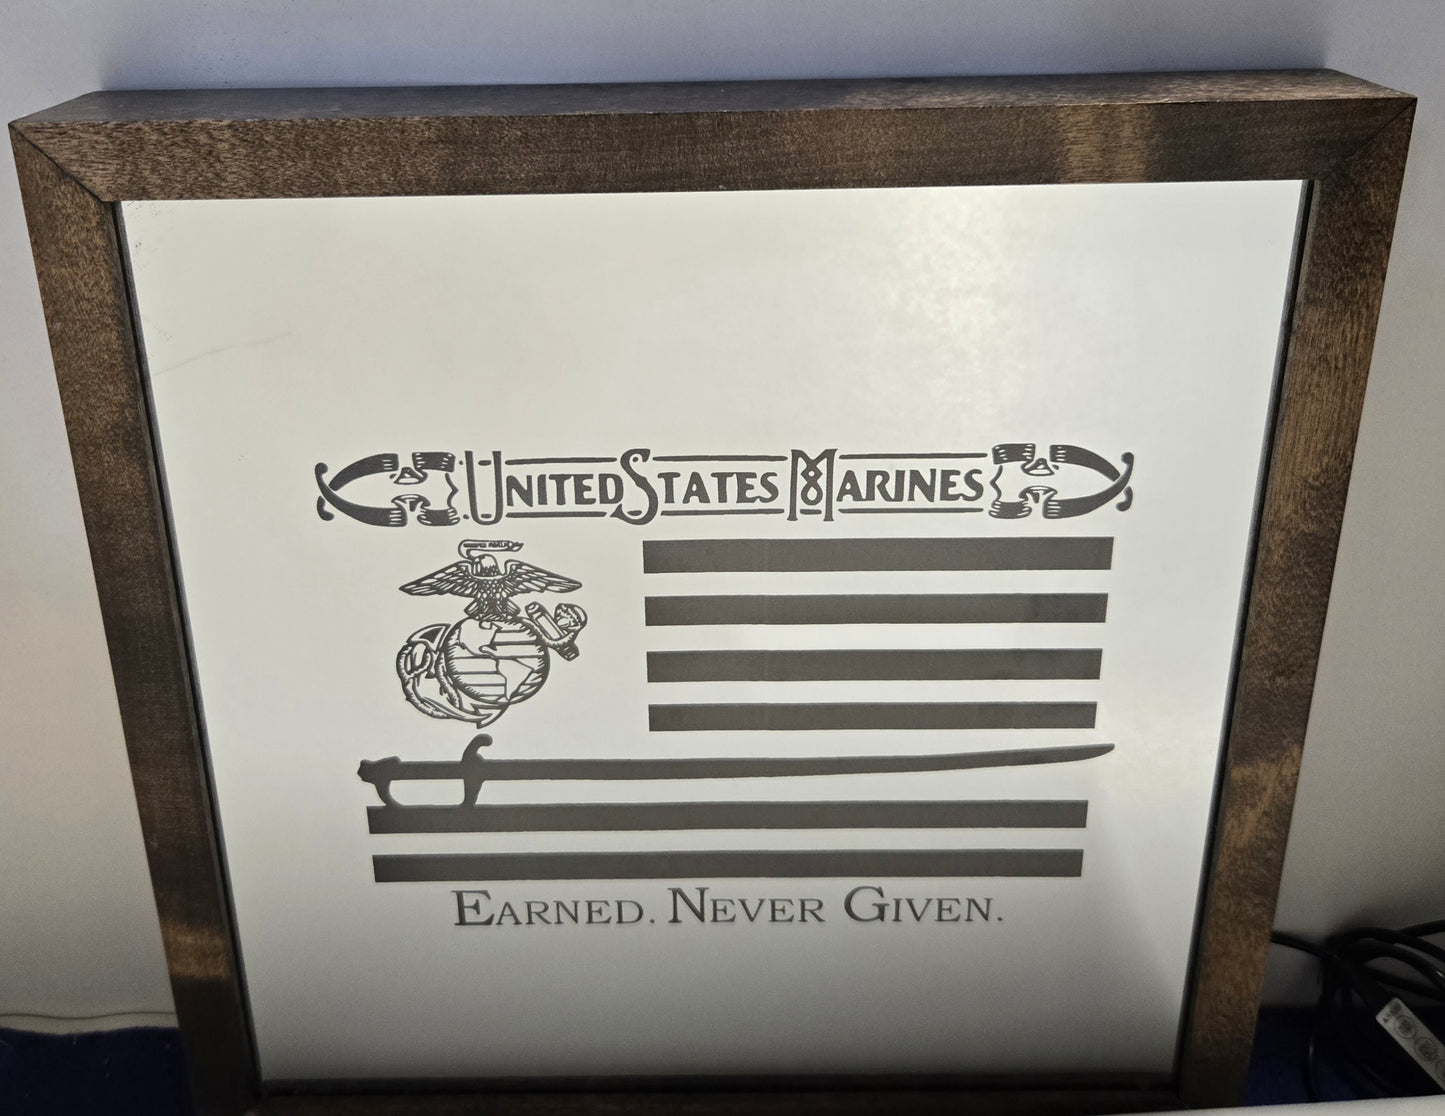 United States Marines
Earned. Never Given.